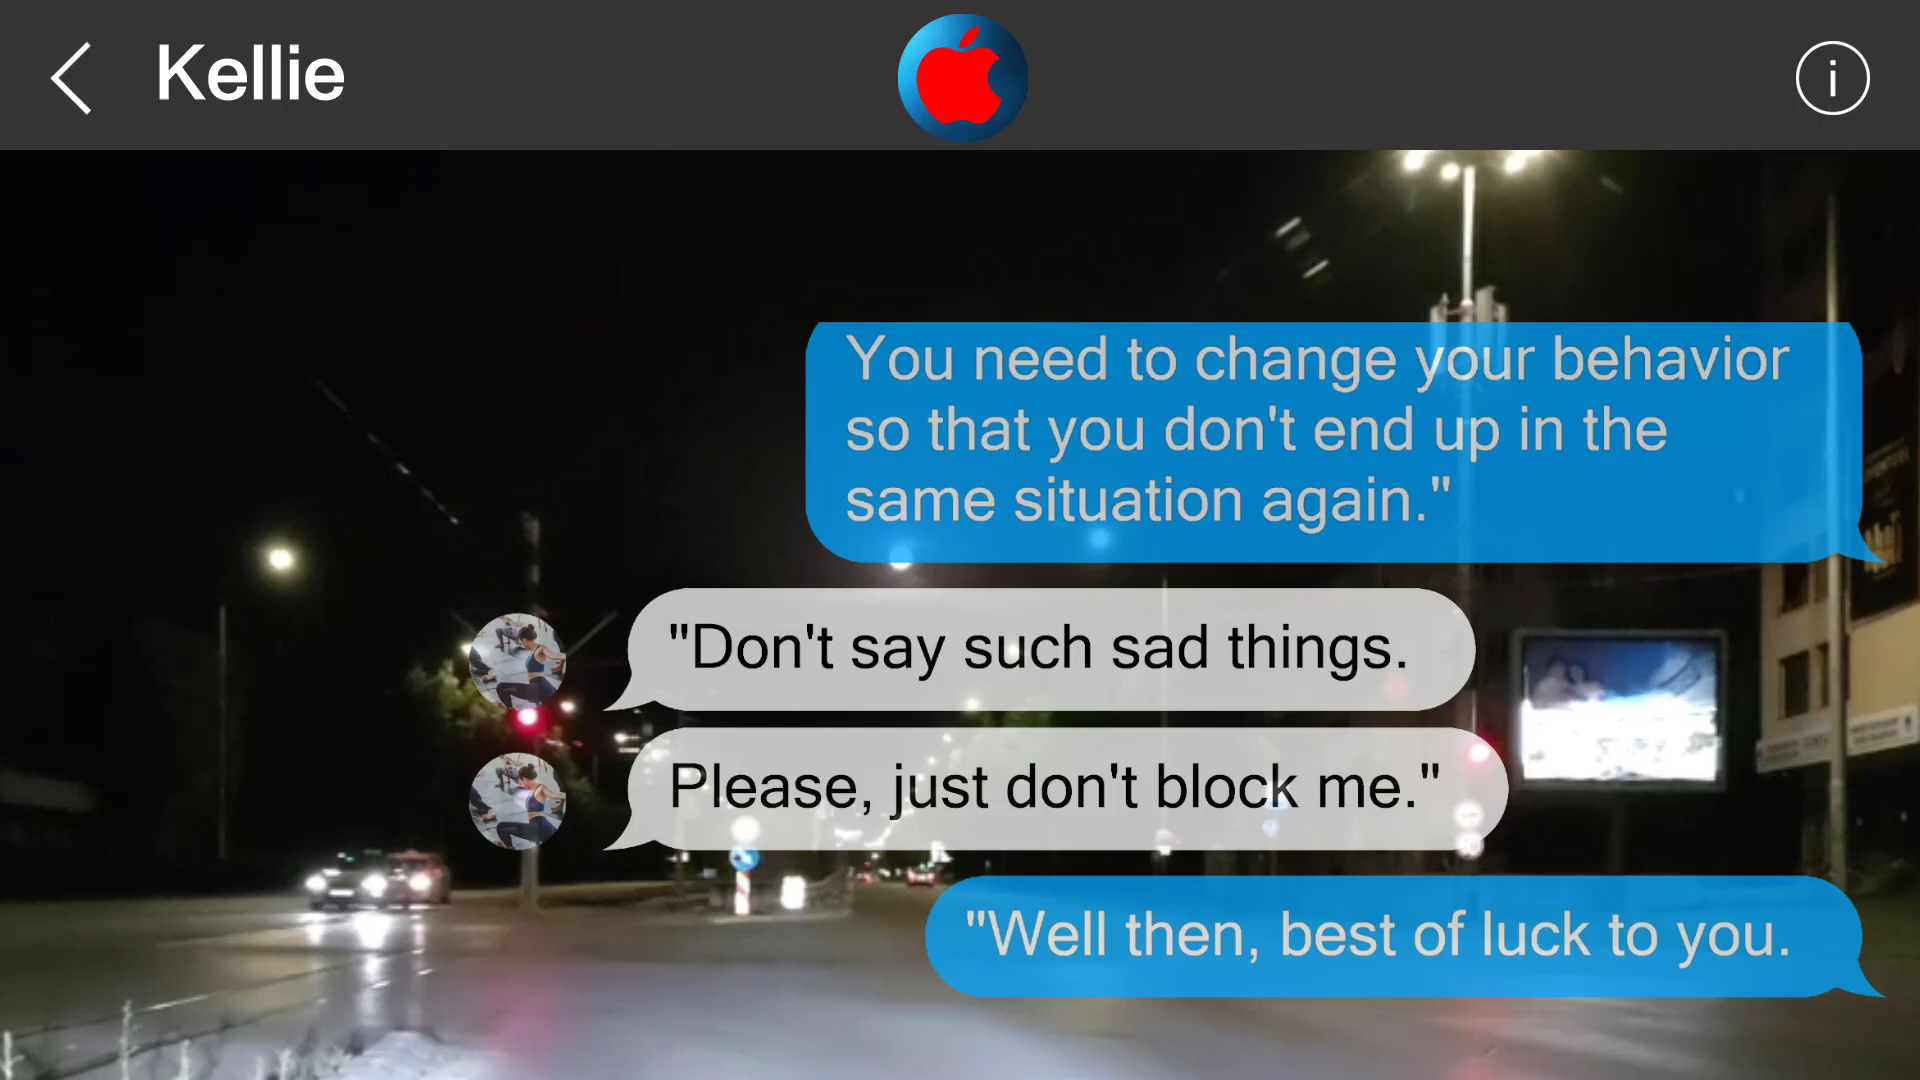 Kellie
i
You need to change your behavior
so that you don't end up in the
same situation again."
"Don't say such sad things.
Please, just don't block me."
"Well then, best of luck to you.